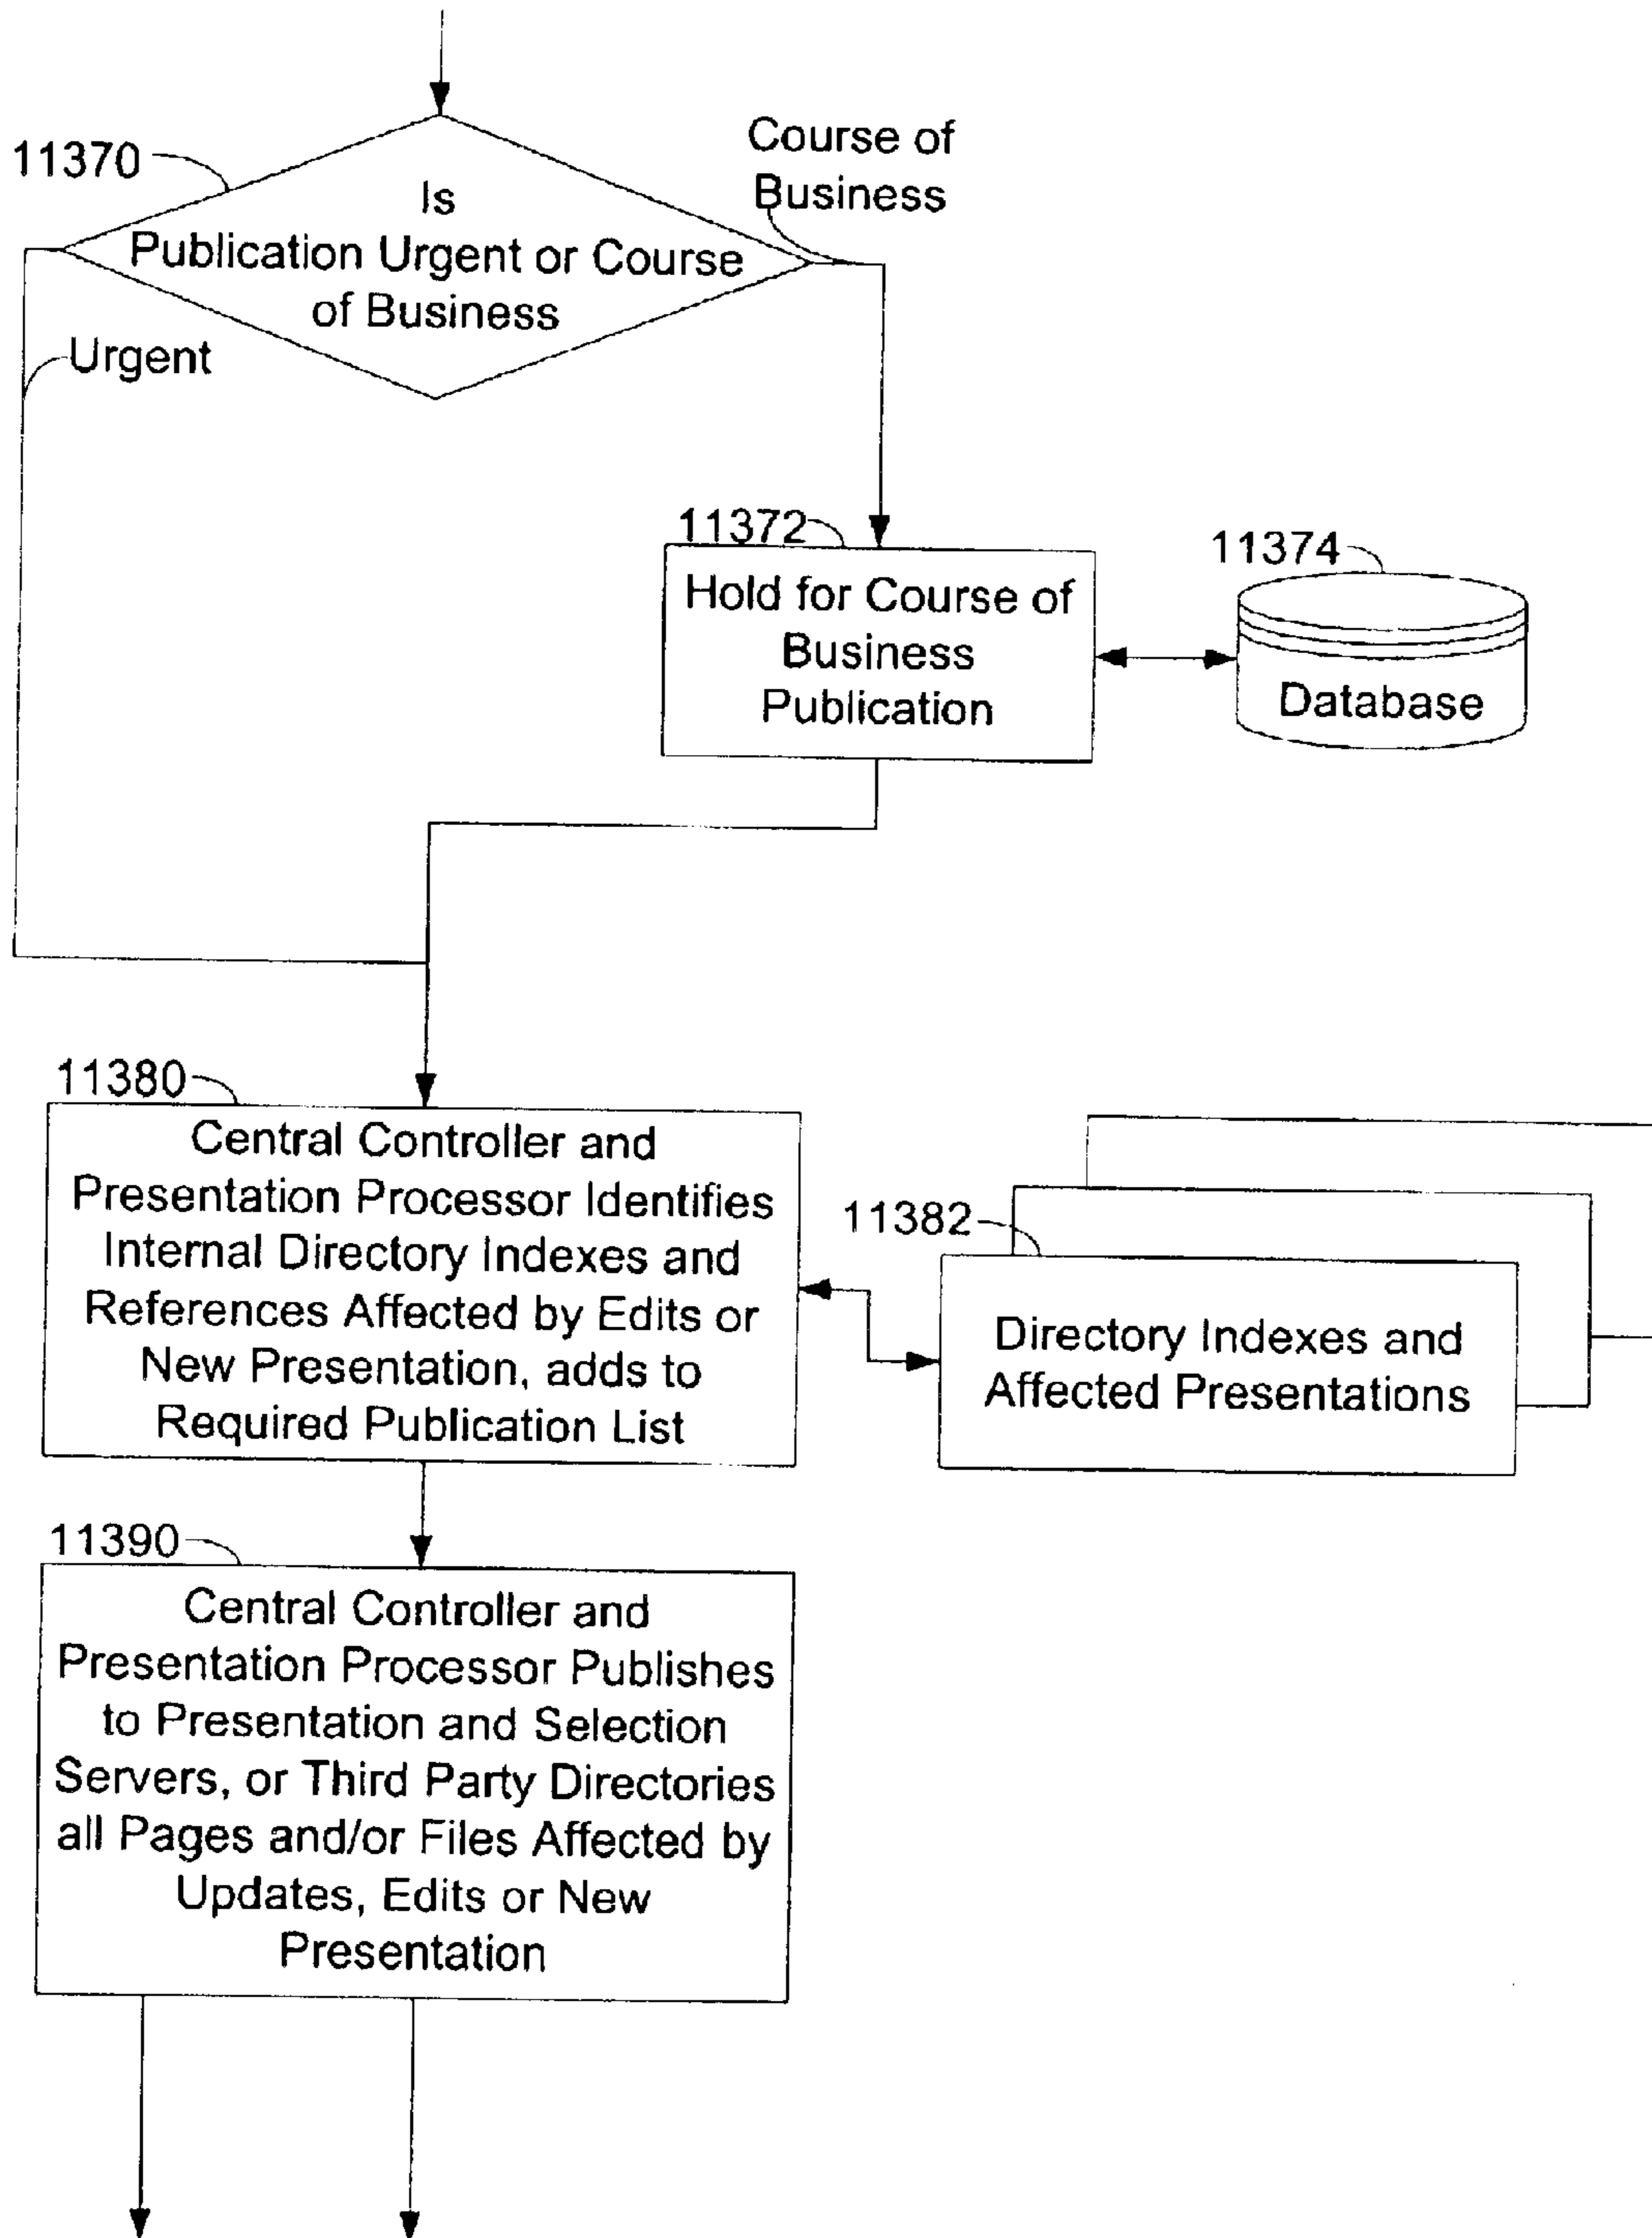 11370
Is
Publication Urgent or Course
of Business
Course of
Business
Urgent
11372
Hold for Course of
Business
Publication
11374
Database
11380
Central Controller and
Presentation Processor Identifies
Internal Directory Indexes and
References Affected by Edits or
New Presentation, adds to
Required Publication List
11382
Directory Indexes and
Affected Presentations
11390
Central Controller and
Presentation Processor Publishes
to Presentation and Selection
Servers, or Third Party Directories
all Pages and/or Files Affected by
Updates, Edits or New
Presentation